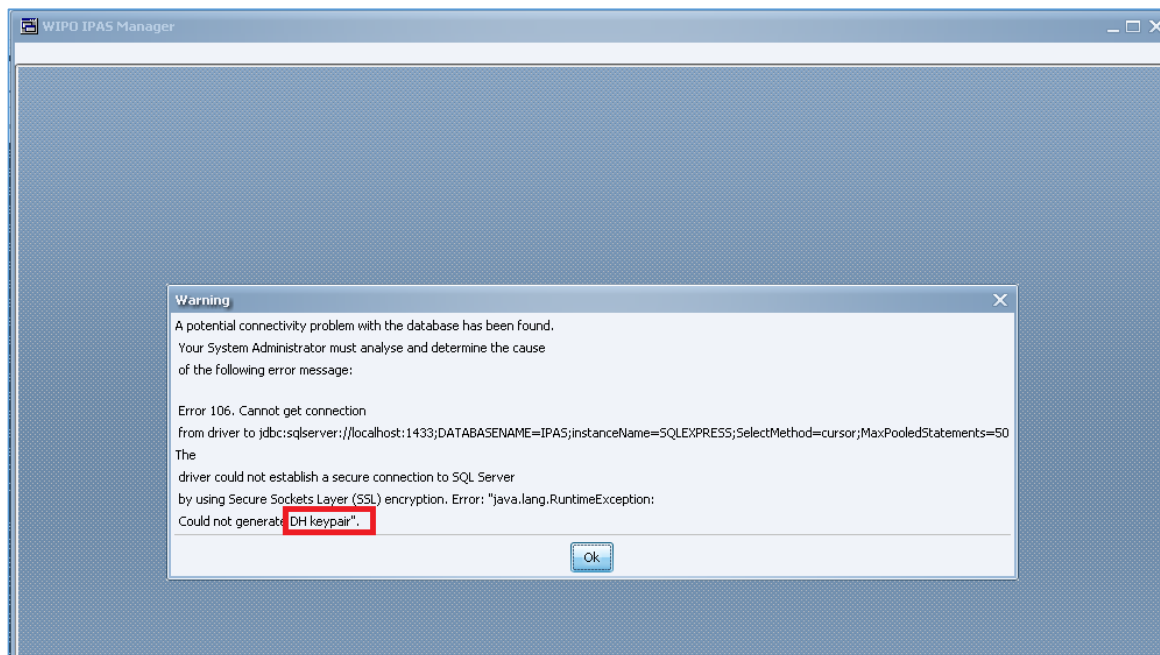 WIPO IPAS Manager
Warning
A potential connectivity problem with the database has been found.
Your System Administrator must analyse and determine the cause
of the following error message:
Error 106. Cannot get connection
from driver to jdbc:sqlserver://localhost:1433;DATABASENAME=IPAS;instanceName=SQLEXPRESS;SelectMethod=cursor;MaxPooledStatements=50
The
driver could not establish a secure connection to SQL Server
by using Secure Sockets Layer (SSL) encryption. Error: "java.lang.RuntimeException:
Could not generate DH keypair".
Ok